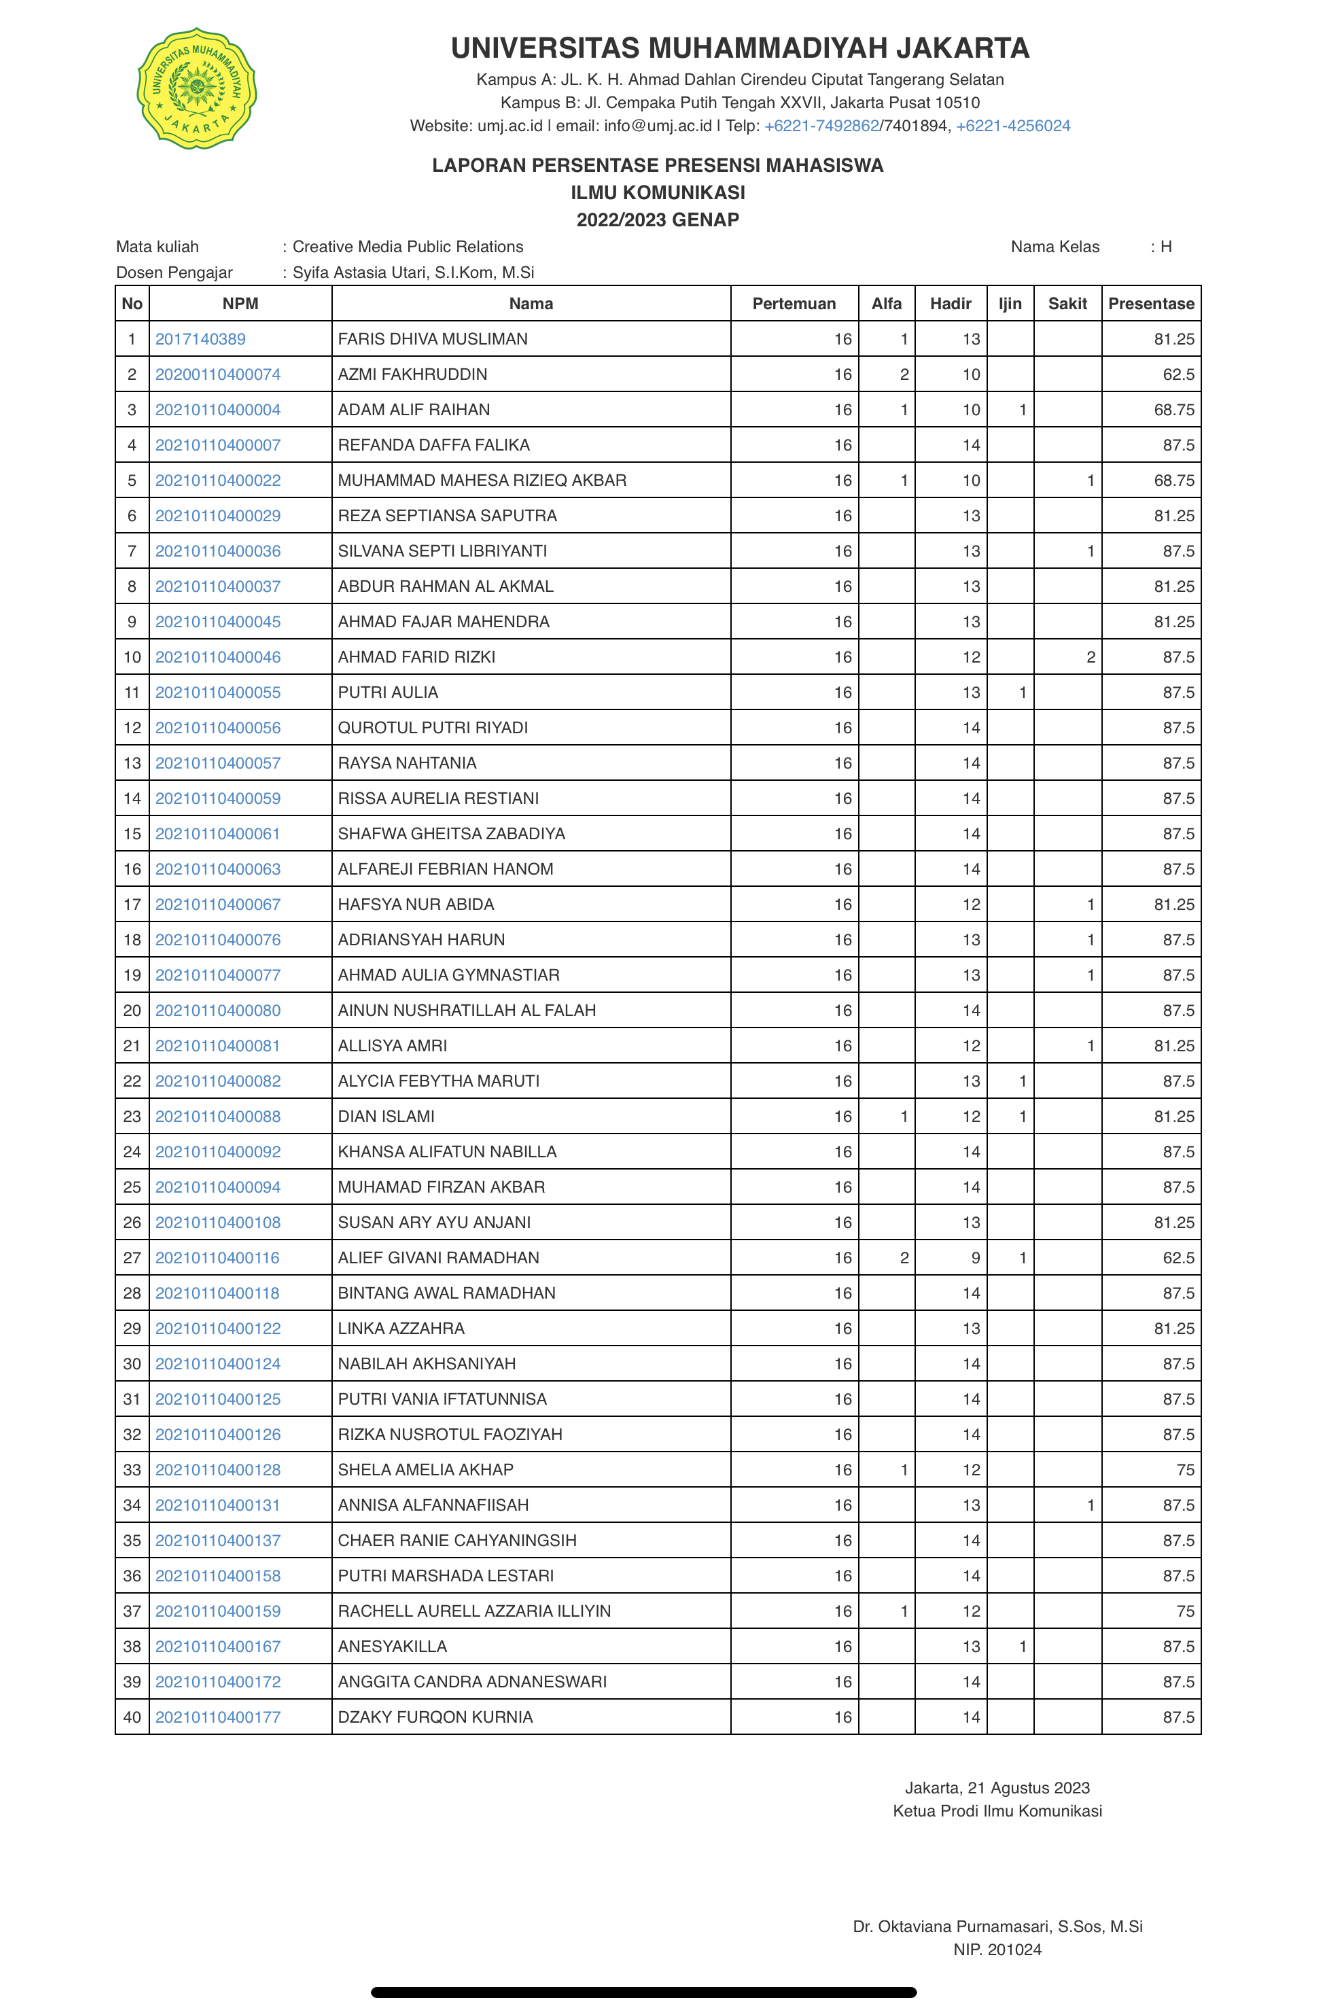 UNIVERSITAS MUHAMMADIYAH JAKARTA
UNIVERSITAS MUHAMMADIYAH JAKARTA
Kampus A: JL. K. H. Ahmad Dahlan Cirendeu Ciputat Tangerang Selatan
Kampus B: Jl. Cempaka Putih Tengah XXVII, Jakarta Pusat 10510
Website: umj.ac.id | email: info@umj.ac.id | Telp: +6221-7492862/7401894, +6221-4256024
LAPORAN PERSENTASE PRESENSI MAHASISWA
ILMU KOMUNIKASI
2022/2023 GENAP
Mata kuliah : Creative Media Public Relations Nama Kelas : H
Dosen Pengajar : Syifa Astasia Utari, S.I.Kom, M.Si
No NPM Nama Pertemuan Alfa Hadir Ijin Sakit Presentase
1 2017140389 FARIS DHIVA MUSLIMAN 16 1 13 81.25
2 20200110400074 AZMI FAKHRUDDIN 16 2 10 62.5
3 20210110400004 ADAM ALIF RAIHAN 16 1 10 1 68.75
4 20210110400007 REFANDA DAFFA FALIKA 16 14 87.5
5 20210110400022 MUHAMMAD MAHESA RIZIEQ AKBAR 16 1 10 1 68.75
6 20210110400029 REZA SEPTIANSA SAPUTRA 16 13 81.25
7 20210110400036 SILVANA SEPTI LIBRIYANTI 16 13 1 87.5
8 20210110400037 ABDUR RAHMAN AL AKMAL 16 13 81.25
9 20210110400045 AHMAD FAJAR MAHENDRA 16 13 81.25
10 20210110400046 AHMAD FARID RIZKI 16 12 2 87.5
11 20210110400055 PUTRI AULIA 16 13 1 87.5
12 20210110400056 QUROTUL PUTRI RIYADI 16 14 87.5
13 20210110400057 RAYSA NAHTANIA 16 14 87.5
14 20210110400059 RISSA AURELIA RESTIANI 16 14 87.5
15 20210110400061 SHAFWA GHEITSA ZABADIYA 16 14 87.5
16 20210110400063 ALFAREJI FEBRIAN HANOM 16 14 87.5
17 20210110400067 HAFSYA NUR ABIDA 16 12 1 81.25
18 20210110400076 ADRIANSYAH HARUN 16 13 1 87.5
19 20210110400077 AHMAD AULIA GYMNASTIAR 16 13 1 87.5
20 20210110400080 AINUN NUSHRATILLAH AL FALAH 16 14 87.5
21 20210110400081 ALLISYA AMRI 16 12 1 81.25
22 20210110400082 ALYCIA FEBYTHA MARUTI 16 13 1 87.5
23 20210110400088 DIAN ISLAMI 16 1 12 1 81.25
24 20210110400092 KHANSA ALIFATUN NABILLA 16 14 87.5
25 20210110400094 MUHAMAD FIRZAN AKBAR 16 14 87.5
26 20210110400108 SUSAN ARY AYU ANJANI 16 13 81.25
27 20210110400116 ALIEF GIVANI RAMADHAN 16 2 9 1 62.5
28 20210110400118 BINTANG AWAL RAMADHAN 16 14 87.5
29 20210110400122 LINKA AZZAHRA 16 13 81.25
30 20210110400124 NABILAH AKHSANIYAH 16 14 87.5
31 20210110400125 PUTRI VANIA IFTATUNNISA 16 14 87.5
32 20210110400126 RIZKA NUSROTUL FAOZIYAH 16 14 87.5
33 20210110400128 SHELA AMELIA AKHAP 16 1 12 75
34 20210110400131 ANNISA ALFANNAFIISAH 16 13 1 87.5
35 20210110400137 CHAER RANIE CAHYANINGSIH 16 14 87.5
36 20210110400158 PUTRI MARSHADA LESTARI 16 14 87.5
37 20210110400159 RACHELL AURELL AZZARIA ILLIYIN 16 1 12 75
38 20210110400167 ANESYAKILLA 16 13 1 87.5
39 20210110400172 ANGGITA CANDRA ADNANESWARI 16 14 87.5
40 20210110400177 DZAKY FURQON KURNIA 16 14 87.5
Jakarta, 21 Agustus 2023
Ketua Prodi Ilmu Komunikasi
Dr. Oktaviana Purnamasari, S.Sos, M.Si
NIP. 201024